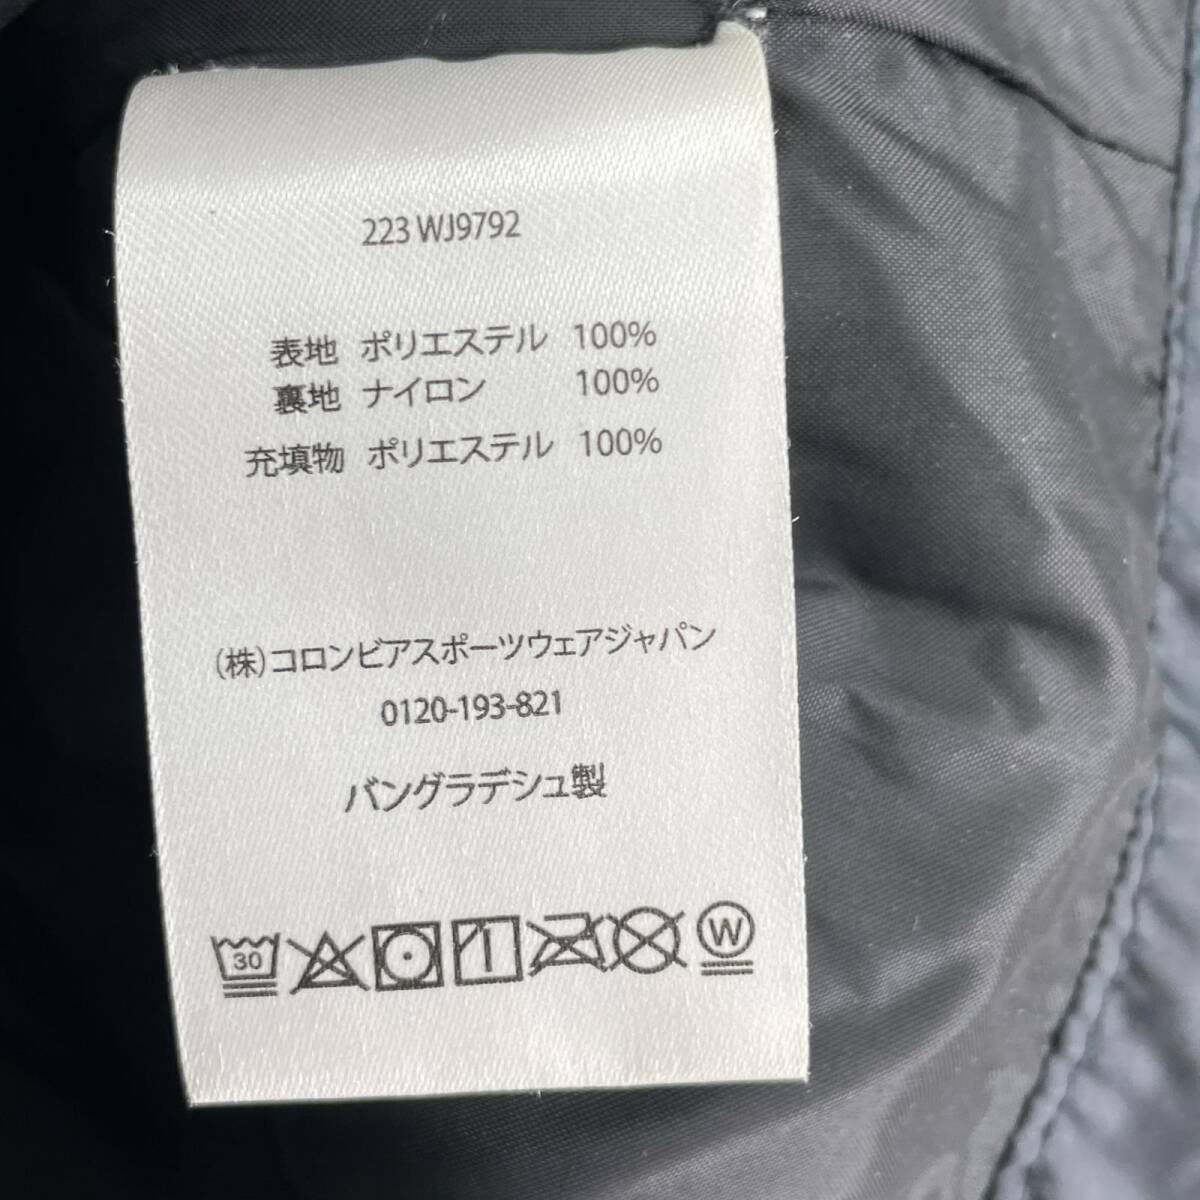 223 WJ9792
表地 ポリエステル 100%
裏地 ナイロン 100%
充填物 ポリエステル 100%
(株)コロンビアスポーツウェアジャパン
0120-193-821
バングラデシュ製
30 W